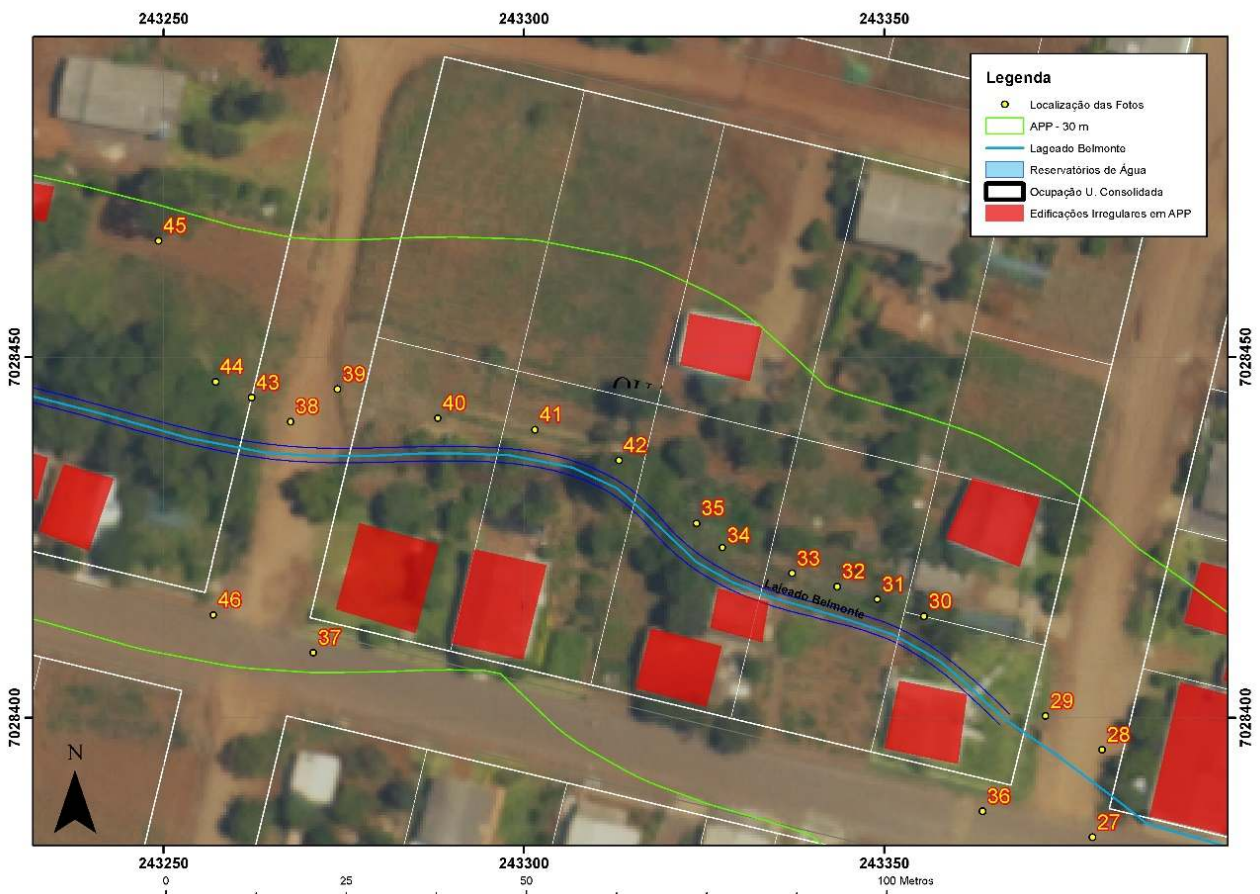 243250 243300 243350
Legenda
Localização das Fotos
APP - 30 m
Lageado Belmonte
Reservatórios de Água
Ocupação U. Consolidada
Edificações Irregulares em APP
45
7028450 7028450
44
43
39
38
40
41
42
35
34
33
32
31
30
Lajeado Belmonte
46
37
29
28
36
27
7028400 7028400
N
243250 243300 243350
0 25 50 100 Metros